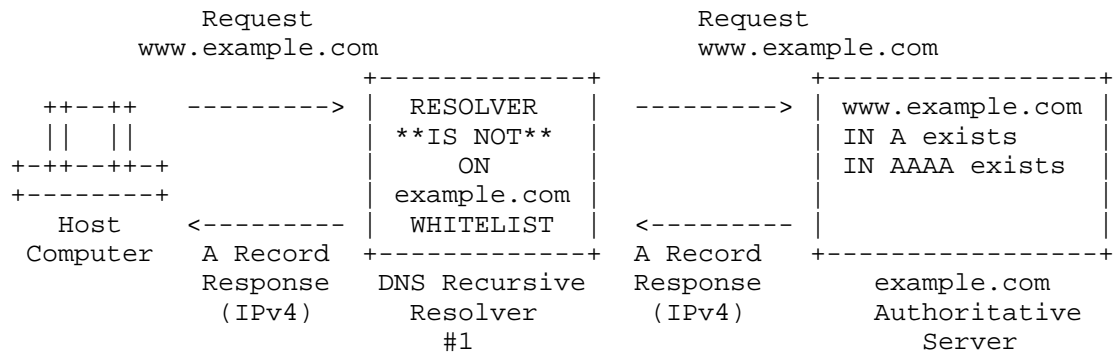 Request                       Request
www.example.com               www.example.com
+-------------+              +-----------------+
++--++   ---------> |  RESOLVER   | ---------> | www.example.com |
||  ||              | **IS NOT**  |            | IN A exists     |
+-++--++-+          |     ON      |            | IN AAAA exists  |
+--------+          | example.com |            |                 |
Host    <---------  |  WHITELIST  | <--------- |                 |
Computer  A Record  +-------------+  A Record  +-----------------+
Response  DNS Recursive  Response     example.com
(IPv4)     Resolver      (IPv4)      Authoritative
#1                        Server